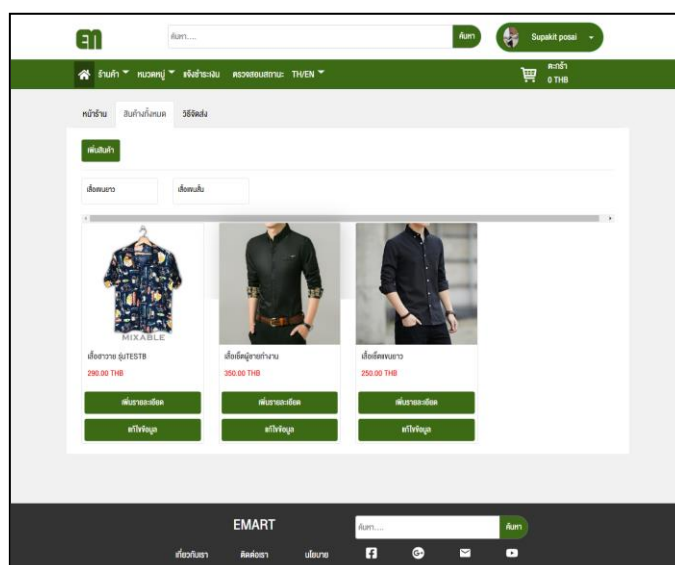 ค้นหา....
ค้นหา
Supakit posai
ร้านค้า
หมวดหมู่
แจ้งชำระเงิน
ตรวจสอบสถานะ
TH/EN
ตะกร้า
0 THB
หน้าร้าน
สินค้าทั้งหมด
วิธีจัดส่ง
เพิ่มสินค้า
เสื้อแขนยาว
เสื้อแขนสั้น
MIXABLE
เสื้อฮาวาย รุ่นTESTB
290.00 THB
เพิ่มรายละเอียด
แก้ไขข้อมูล
เสื้อเชิ้ตผู้ชายทำงาน
350.00 THB
เพิ่มรายละเอียด
แก้ไขข้อมูล
เสื้อเชิ้ตแขนยาว
250.00 THB
เพิ่มรายละเอียด
แก้ไขข้อมูล
EMART
ค้นหา....
ค้นหา
เกี่ยวกับเรา
ติดต่อเรา
นโยบาย